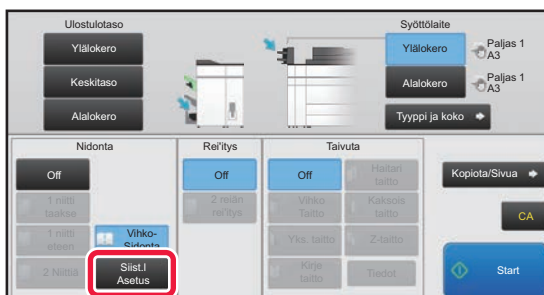 Ulostulotaso
Ylälokero
Keskitaso
Alalokero
Syöttölaite
Ylälokero
Paljas 1
A3
Alalokero
Paljas 1
A3
Tyyppi ja koko
Nidonta
Off
1 niitti
taakse
1 niitti
eteen
Vihko-
Sidonta
2 Niittiä
Siist.l
Asetus
Rei'itys
Off
2 reiän
rei'itys
Taivuta
Off
Haitari
taitto
Vihko
Taitto
Kaksois
taitto
Yks. taitto
Z-taitto
Kirje
taitto
Tiedot
Kopiota/Sivua
CA
Start